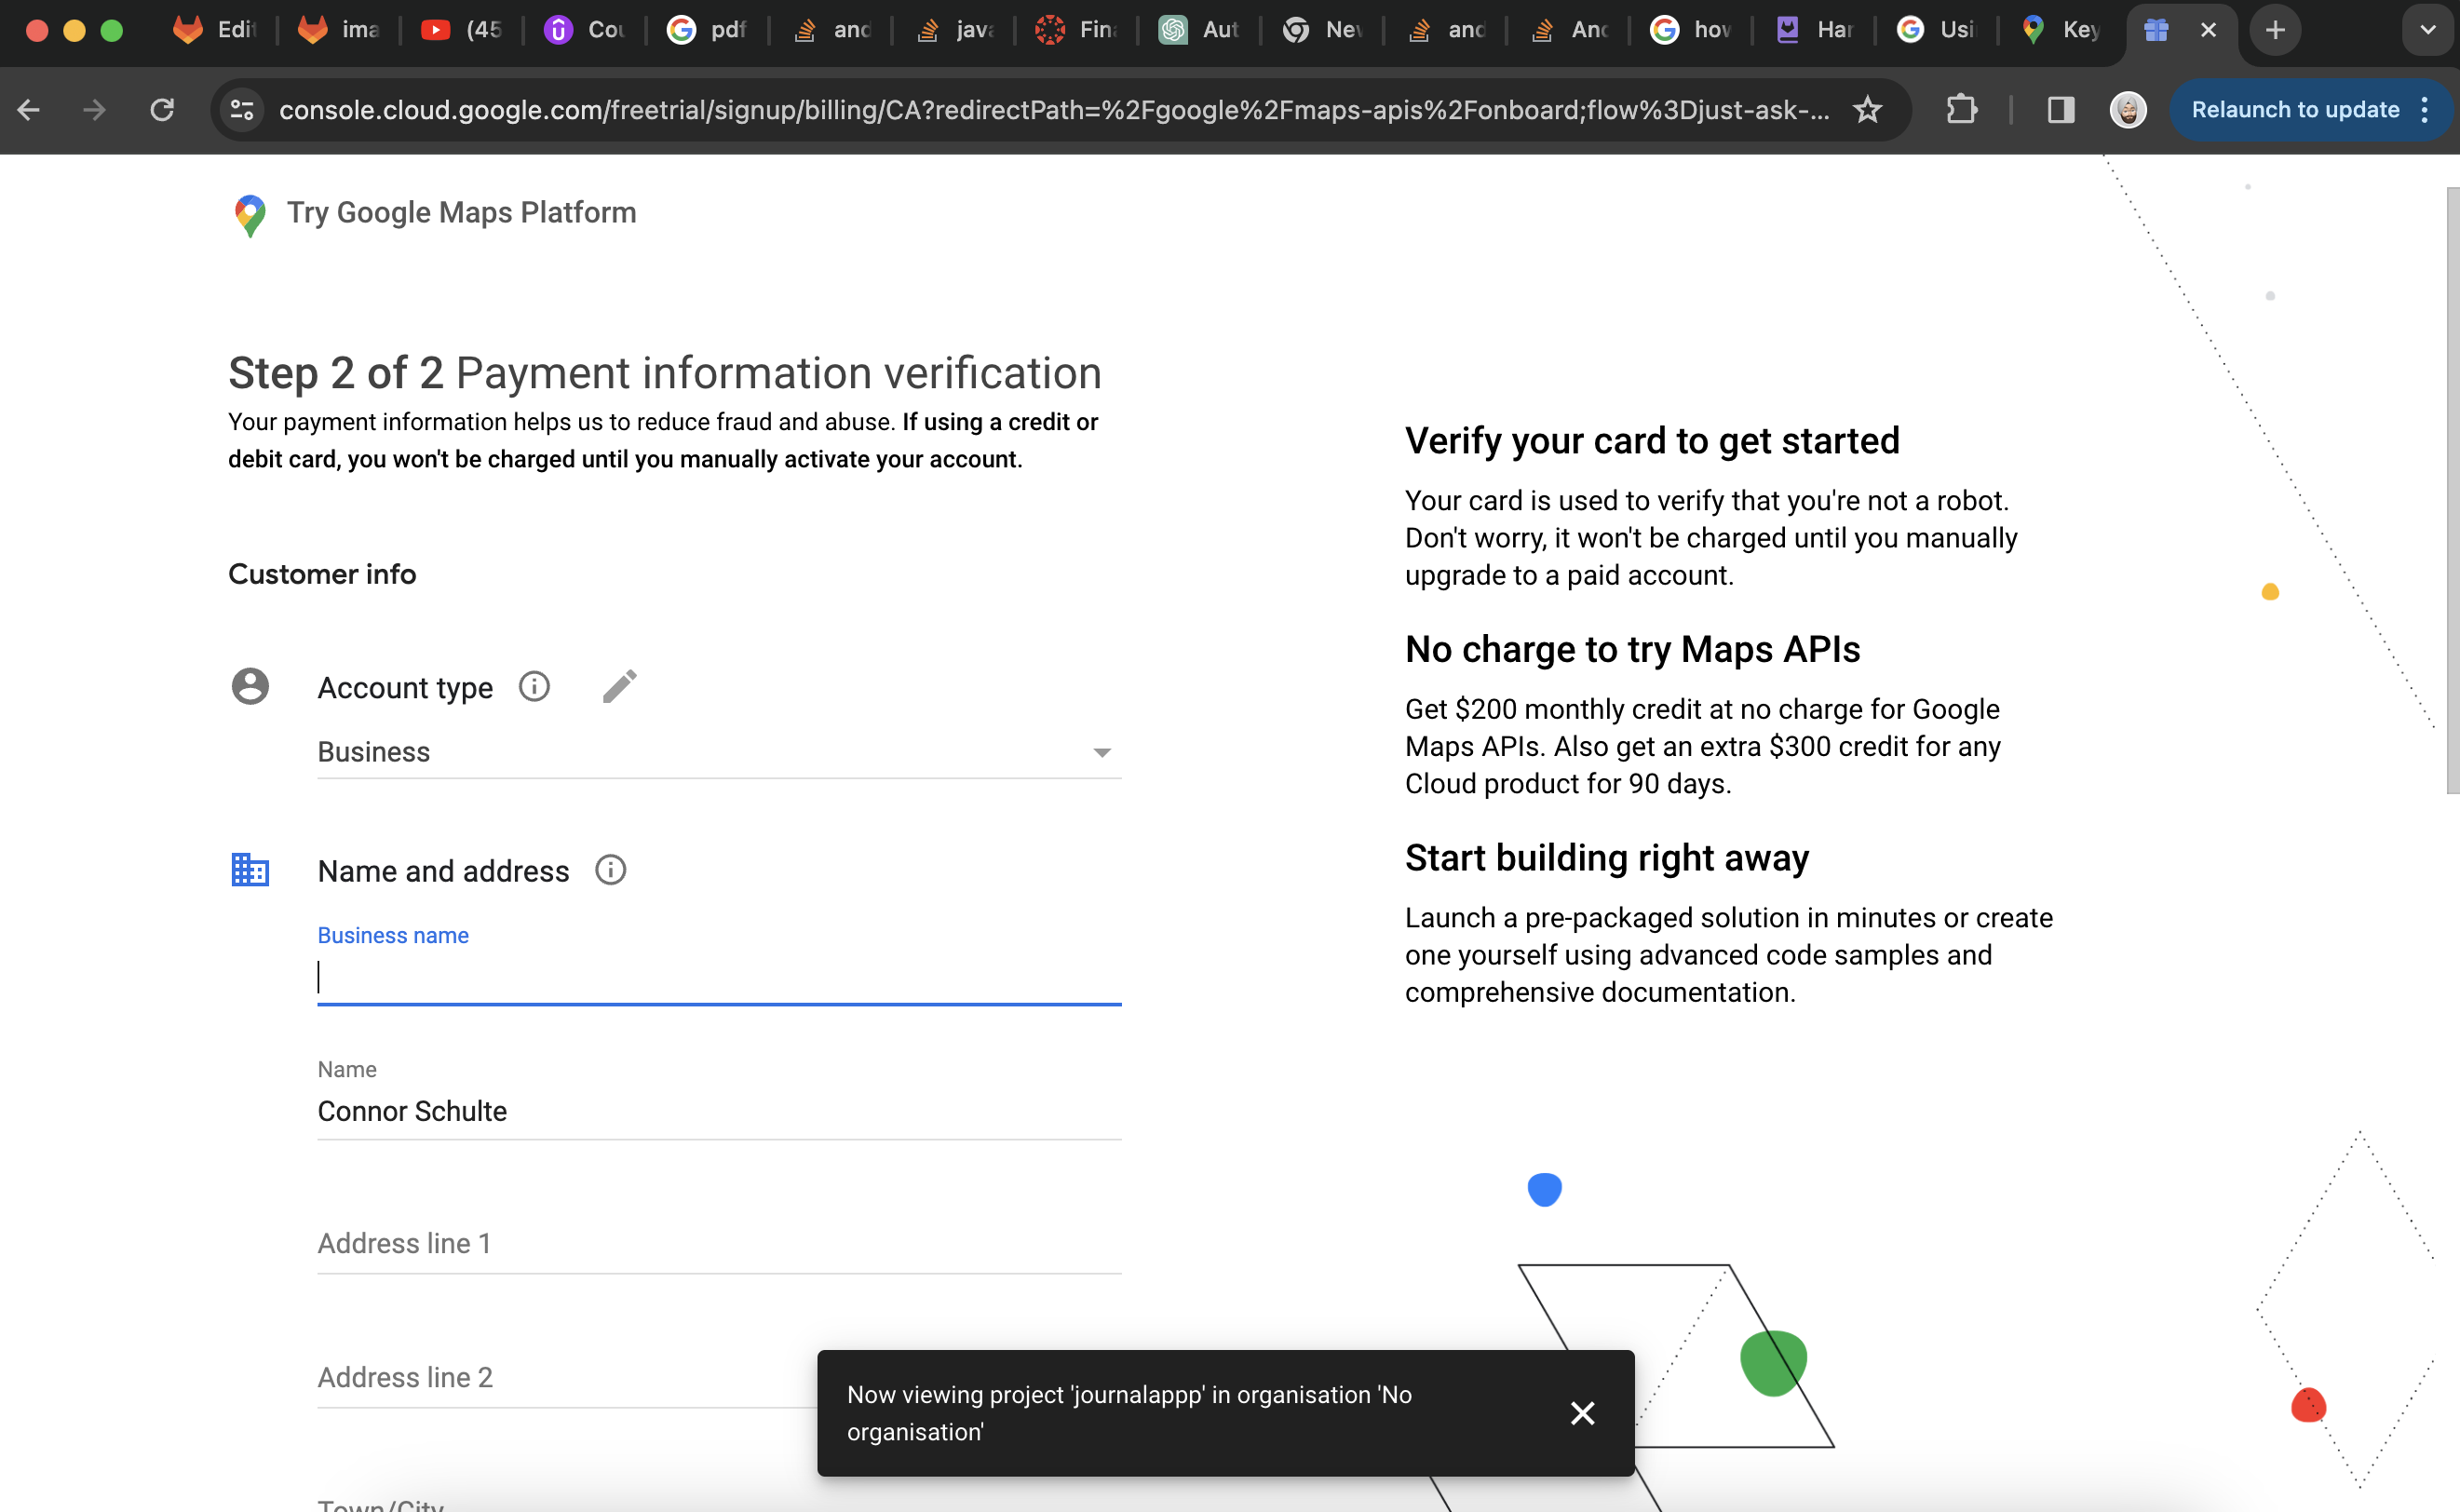 Edi
ima
(45
Cou
pdf
and
java
Fin
Aut
Nev
and
And
how
Har
Usi
Key
console.cloud.google.com/freetrial/signup/billing/CA?redirectPath=%2Fgoogle%2Fmaps-apis%2Fonboard;flow%3Djust-ask-...
Relaunch to update
Try Google Maps Platform
Step 2 of 2 Payment information verification
Your payment information helps us to reduce fraud and abuse. If using a credit or
debit card, you won't be charged until you manually activate your account.
Customer info
Account type
Business
Name and address
Business name
Name
Connor Schulte
Address line 1
Address line 2
Town/City
Verify your card to get started
Your card is used to verify that you're not a robot.
Don't worry, it won't be charged until you manually
upgrade to a paid account.
No charge to try Maps APIs
Get $200 monthly credit at no charge for Google
Maps APIs. Also get an extra $300 credit for any
Cloud product for 90 days.
Start building right away
Launch a pre-packaged solution in minutes or create
one yourself using advanced code samples and
comprehensive documentation.
Now viewing project 'journalappp' in organisation 'No
organisation'